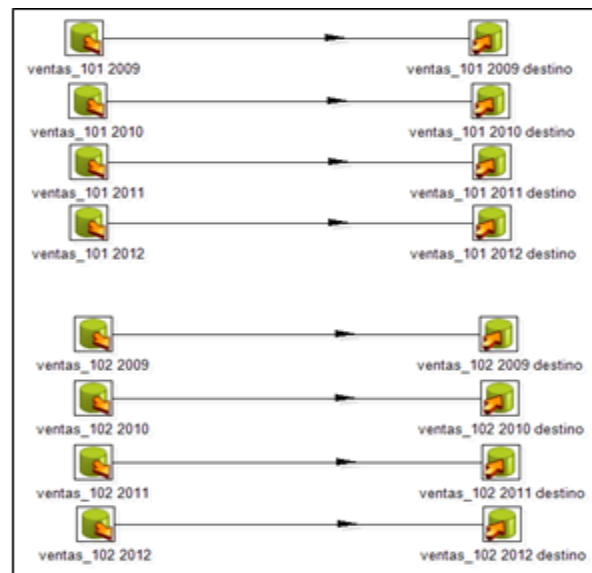 ventas_101 2009 ventas_101 2009 destino
ventas_101 2010 ventas_101 2010 destino
ventas_101 2011 ventas_101 2011 destino
ventas_101 2012 ventas_101 2012 destino
ventas_102 2009 ventas_102 2009 destino
ventas_102 2010 ventas_102 2010 destino
ventas_102 2011 ventas_102 2011 destino
ventas_102 2012 ventas_102 2012 destino